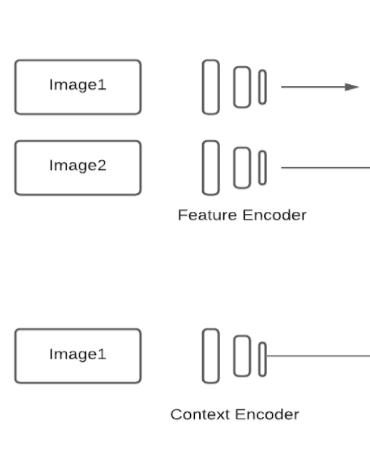 Image1
Image2
Feature Encoder
Image1
Context Encoder